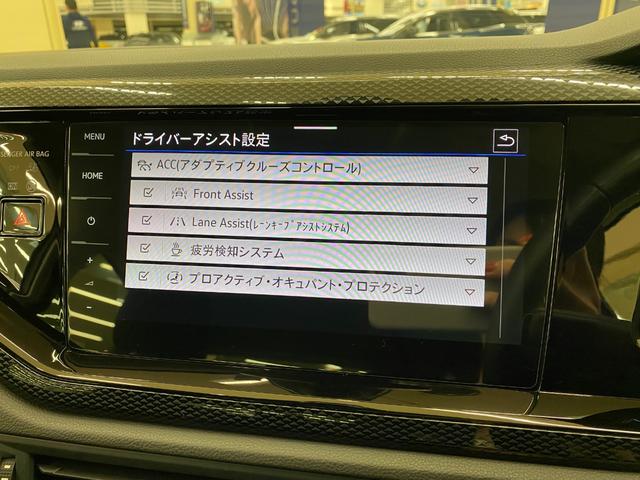 MENU
ドライバーアシスト設定
SENGER AIR BAG
ACC(アダプティブクルーズコントロール)
HOME
Front Assist
Lane Assist(ﾚｰﾝｷｰﾌﾟｱｼｽﾄｼｽﾃﾑ)
疲労検知システム
プロアクティブ・オキュパント・プロテクション